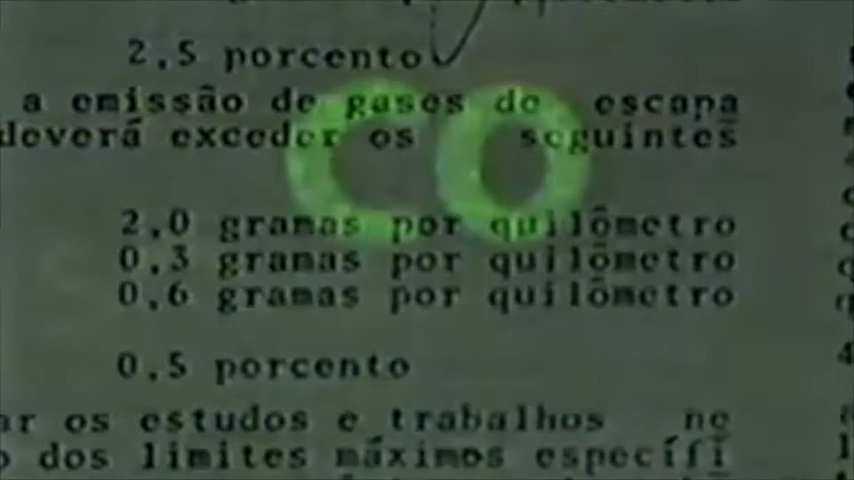 2,5 porcento
a emissão de gases de escapa
deverá exceder os seguintes
CO
2,0 gramas por quilômetro
0,3 gramas por quilômetro
0,6 gramas por quilômetro
0,5 porcento
ar os estudos e trabalhos ne
dos limites máximos específi